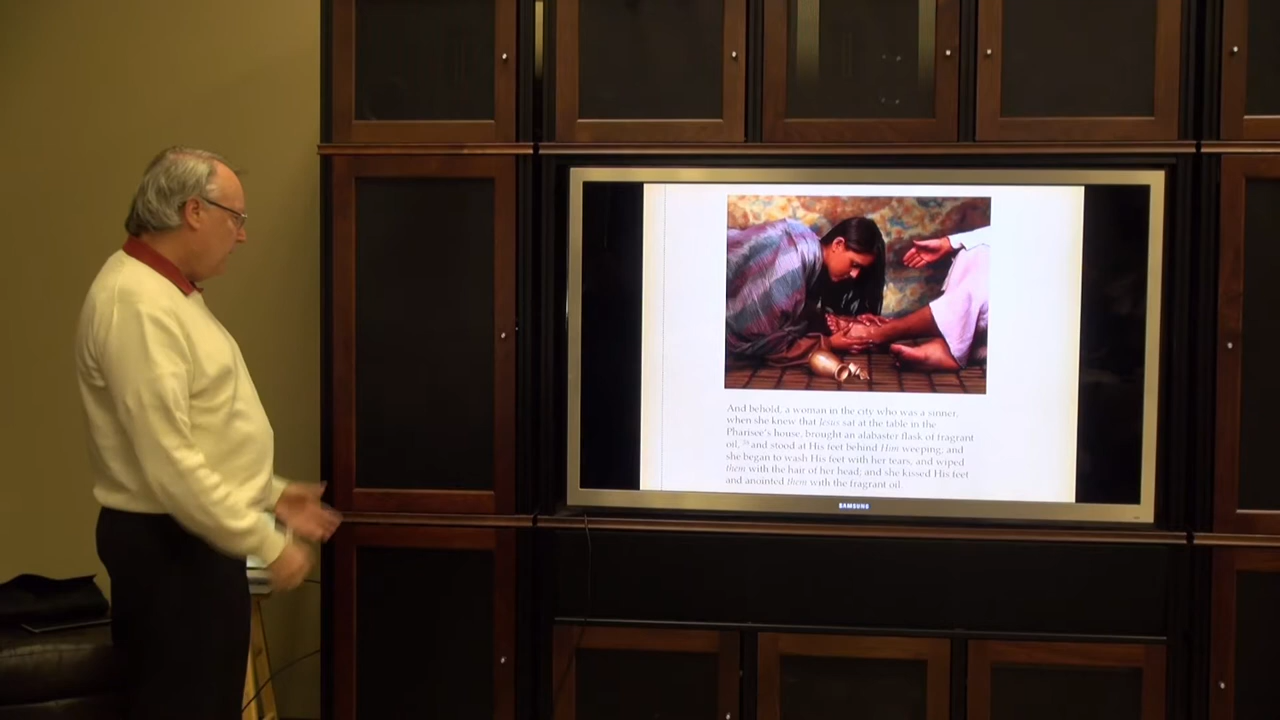 And behold, a woman in the city who was a sinner,
when she knew that Jesus sat at the table in the
Pharisee's house, brought an alabaster flask of fragrant
oil, 38 and stood at His feet behind Him weeping, and
she began to wash His feet with her tears, and wiped
them with the hair of her head; and she kissed His feet
and anointed them with the fragrant oil.
SAMSUNG